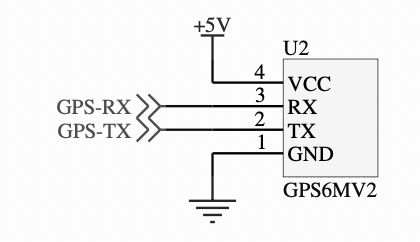 +5V
U2
4 VCC
GPS-RX 3 RX
GPS-TX 2 TX
1 GND
GPS6MV2